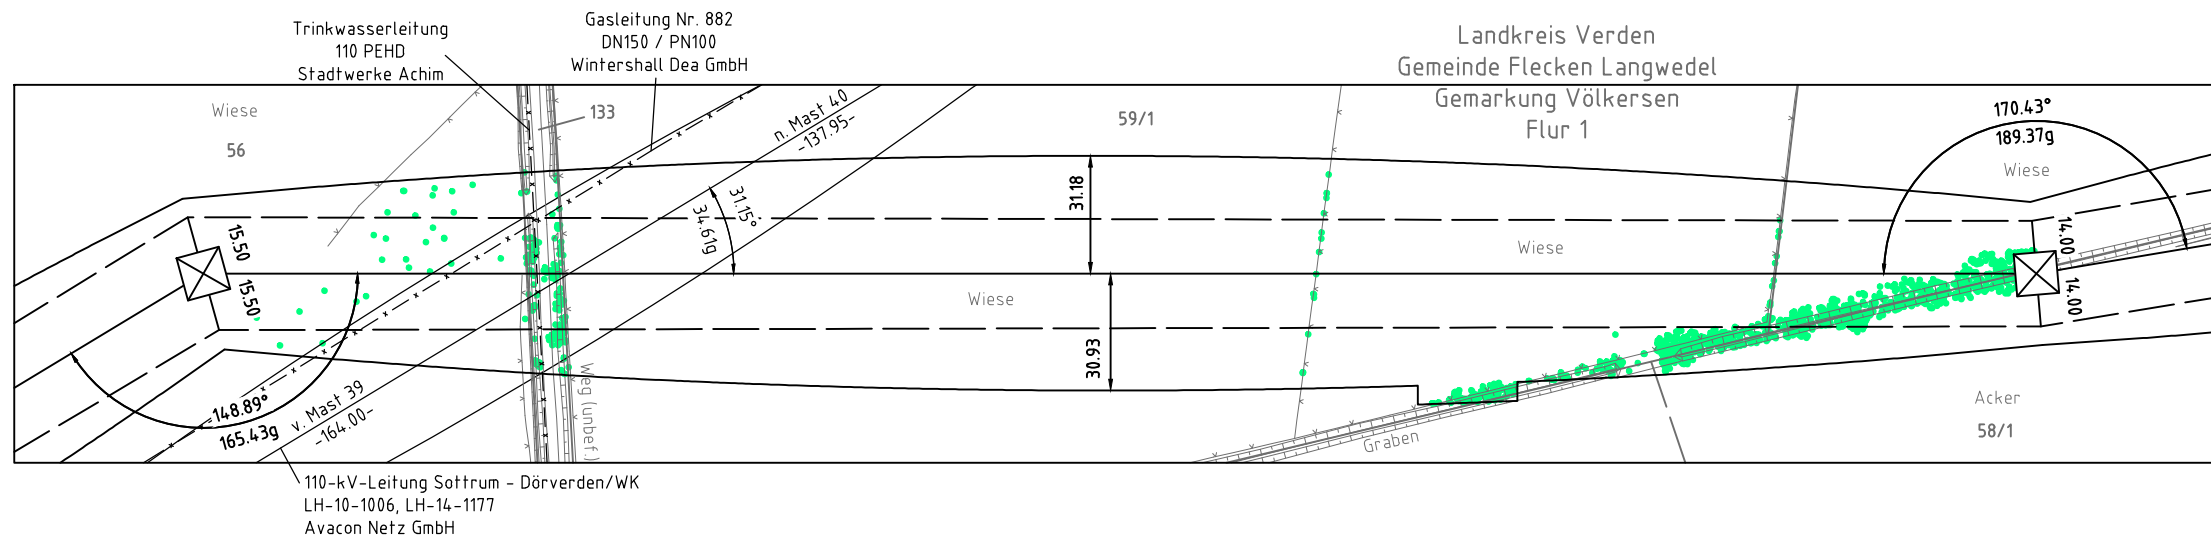 Trinkwasserleitung
110 PEHD
Stadtwerke Achim
Gasleitung Nr. 882
DN150 / PN100
Wintershall Dea GmbH
Landkreis Verden
Gemeinde Flecken Langwedel
Gemarkung Völkersen
Flur 1
Wiese
56
133
n. Mast 40
-137.95-
59/1
170.43°
189.37g
Wiese
31.18
31.15°
34.61g
15.50
15.50
Wiese
Wiese
14.00
14.00
30.93
148.89°
165.43g
v. Mast 39
-164.00-
Weg (unbef.)
Graben
Acker
58/1
110-kV-Leitung Sottrum - Dörverden/WK
LH-10-1006, LH-14-1177
Avacon Netz GmbH